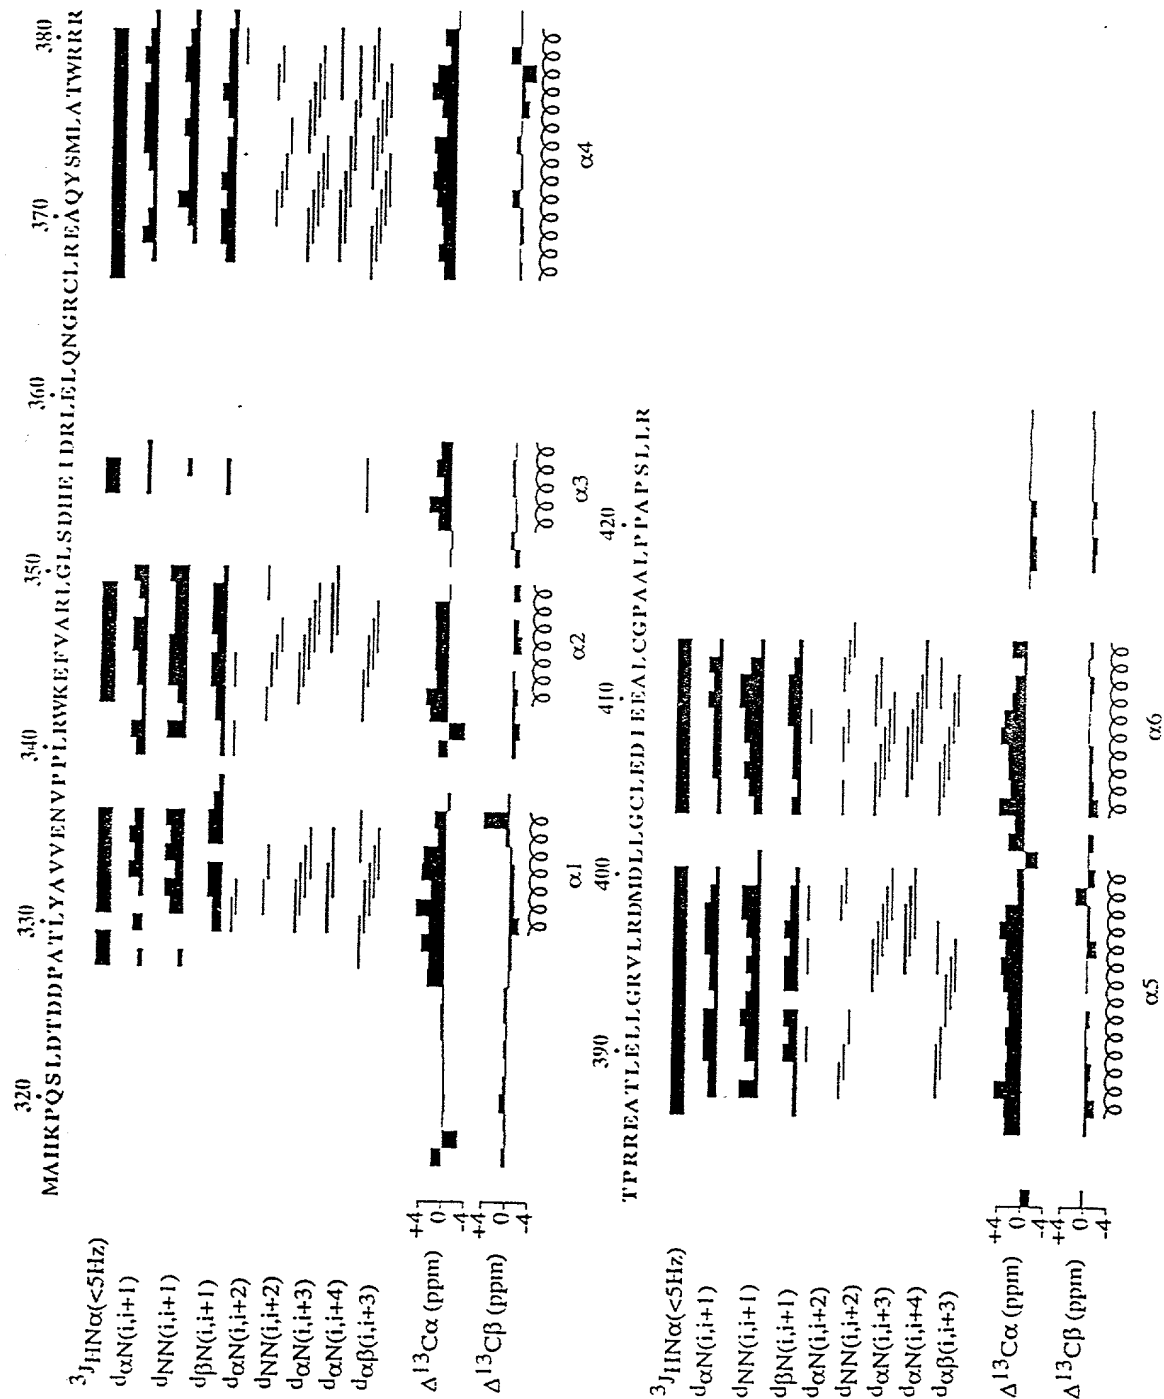 320 330 340 350 360 370 380
MAHKPQSLDTDDPATLYAVVENVPPLRWKEFVARLGLSDHEIDRLELQNGRCLREAQYSMLATWRRR
3JHNα(<5Hz)
dαN(i,i+1)
dNN(i,i+1)
dβN(i,i+1)
dαN(i,i+2)
dNN(i,i+2)
dαN(i,i+3)
dαN(i,i+4)
dαβ(i,i+3)
Δ13Cα (ppm)
+4
0
-4
Δ13Cβ (ppm)
+4
0
-4
α1 α2 α3 α4
390 400 410 420
TPRREATLELLGRVLRDMDLLGCLEDIEEALCGPAALPPAPSLLR
3JHNα(<5Hz)
dαN(i,i+1)
dNN(i,i+1)
dβN(i,i+1)
dαN(i,i+2)
dNN(i,i+2)
dαN(i,i+3)
dαN(i,i+4)
dαβ(i,i+3)
Δ13Cα (ppm)
+4
0
-4
Δ13Cβ (ppm)
+4
0
-4
α5 α6